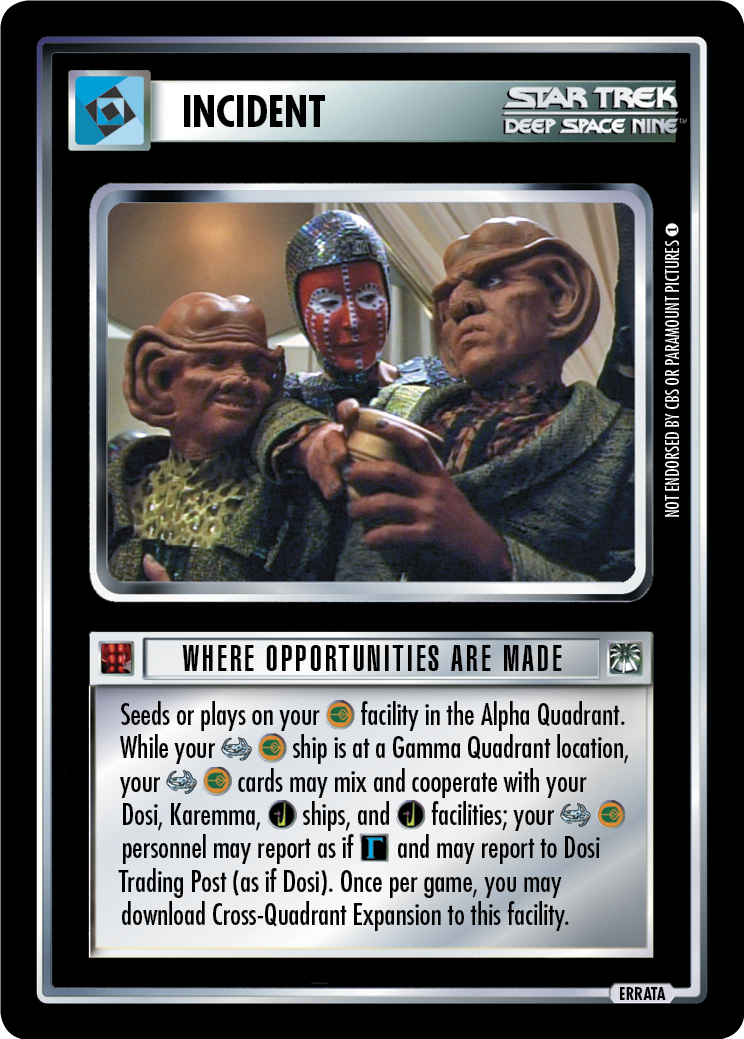 INCIDENT
STAR TREK
DEEP SPACE NINE™
NOT ENDORSED BY CBS OR PARAMOUNT PICTURES 1
WHERE OPPORTUNITIES ARE MADE
Seeds or plays on your facility in the Alpha Quadrant.
While your ship is at a Gamma Quadrant location,
your cards may mix and cooperate with your
Dosi, Karemma, ships, and facilities; your
personnel may report as if Γ and may report to Dosi
Trading Post (as if Dosi). Once per game, you may
download Cross-Quadrant Expansion to this facility.
ERRATA